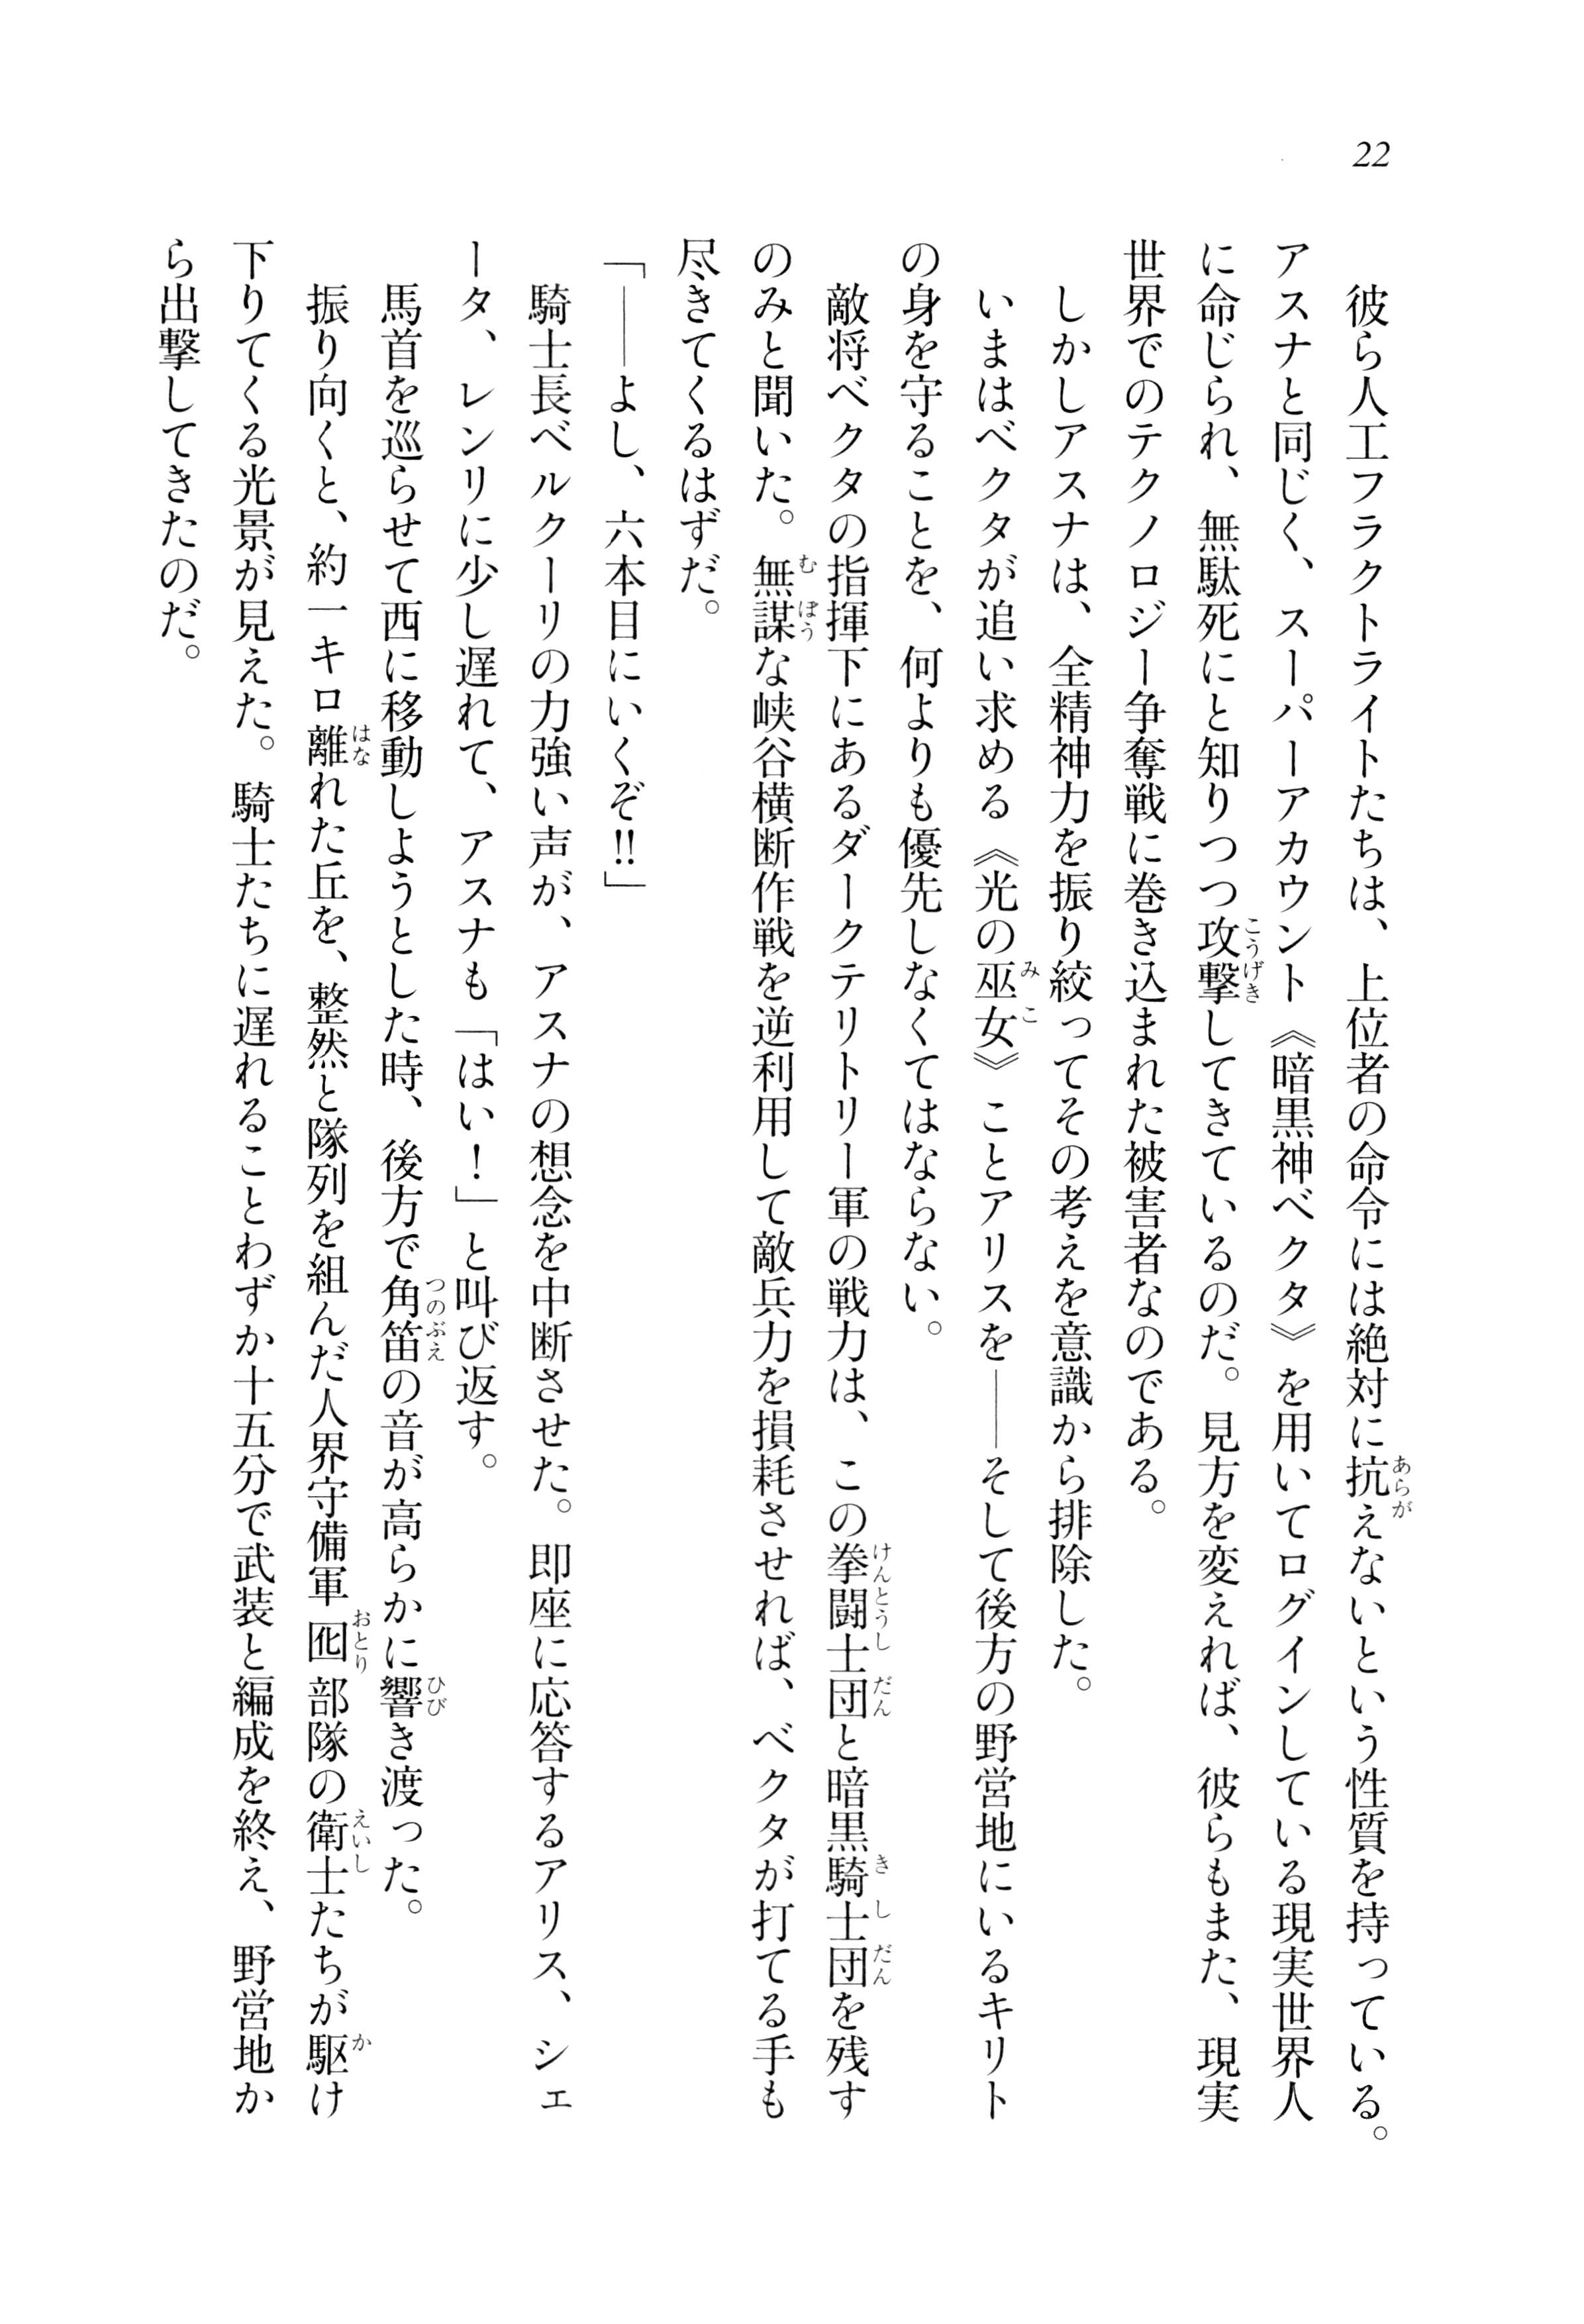 22
彼ら人工フラクトライトたちは、上位者の命令には絶対に抗えないという性質を持っている。
アスナと同じく、スーパーアカウント《暗黒神ベクタ》を用いてログインしている現実世界人
に命じられ、無駄死にと知りつつ攻撃してきているのだ。見方を変えれば、彼らもまた、現実
世界でのテクノロジー争奪戦に巻き込まれた被害者なのである。
しかしアスナは、全精神力を振り絞ってその考えを意識から排除した。
いまはベクタが追い求める《光の巫女》ことアリスを――そして後方の野営地にいるキリト
の身を守ることを、何よりも優先しなくてはならない。
敵将ベクタの指揮下にあるダークテリトリー軍の戦力は、この拳闘士団と暗黒騎士団を残す
のみと聞いた。無謀な峡谷横断作戦を逆利用して敵兵力を損耗させれば、ベクタが打てる手も
尽きてくるはずだ。
「――よし、六本目にいくぞ!!」
騎士長ベルクーリの力強い声が、アスナの想念を中断させた。即座に応答するアリス、シェ
ータ、レンリに少し遅れて、アスナも「はい！」と叫び返す。
馬首を巡らせて西に移動しようとした時、後方で角笛の音が高らかに響き渡った。
振り向くと、約一キロ離れた丘を、整然と隊列を組んだ人界守備軍囮部隊の衛士たちが駆け
下りてくる光景が見えた。騎士たちに遅れることわずか十五分で武装と編成を終え、野営地か
ら出撃してきたのだ。